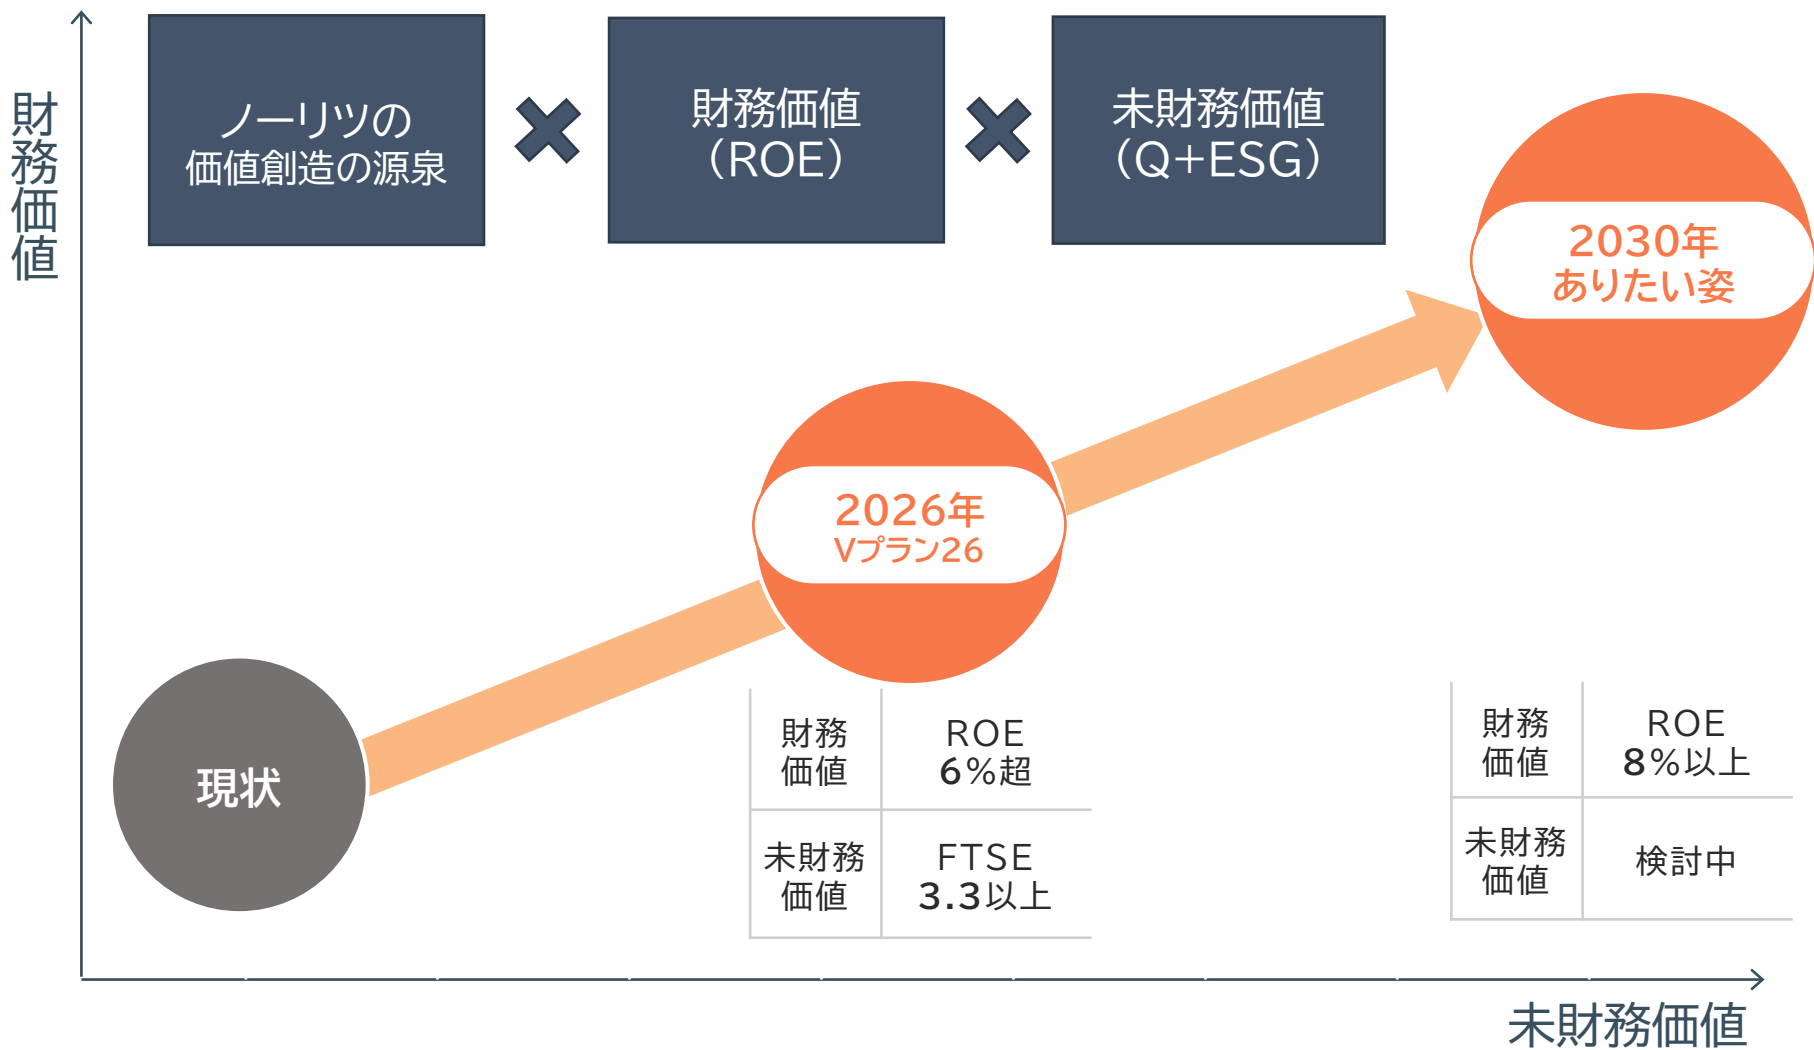 財務価値
ノーリツの
価値創造の源泉
財務価値
（ROE）
未財務価値
（Q+ESG）
2030年
ありたい姿
2026年
Vプラン26
現状
財務
価値
ROE
6%超
未財務
価値
FTSE
3.3以上
財務
価値
ROE
8%以上
未財務
価値
検討中
未財務価値